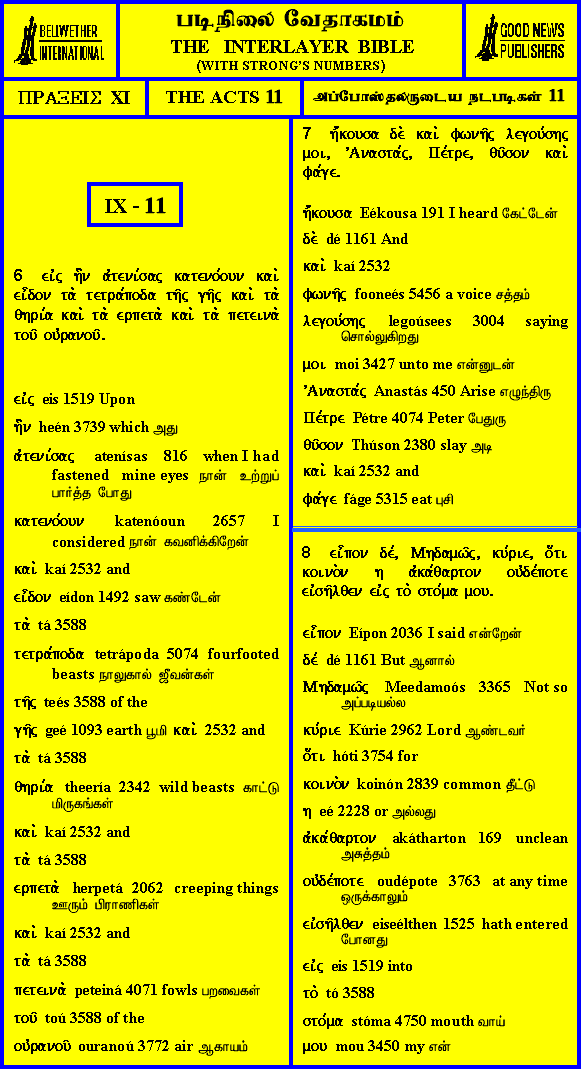 BELLWETHER
INTERNATIONAL
படிநிலை வேதாகமம்
THE INTERLAYER BIBLE
(WITH STRONG'S NUMBERS)
GOOD NEWS
PUBLISHERS
ΠΡΑΞΕΙΣ XI
THE ACTS 11
அப்போஸ்தலருடைய நடபடிகள் 11
IX - 11
6 εἰς ἣν ἀτενίσας κατενόουν καὶ
εἶδον τὰ τετράποδα τῆς γῆς καὶ τὰ
θηρία καὶ τὰ ερπετὰ καὶ τὰ πετεινὰ
τοῦ οὐρανοῦ.
εἰς eis 1519 Upon
ἣν heén 3739 which அது
ἀτενίσας atenísas 816 when I had
fastened mine eyes நான் உற்றுப்
பார்த்த போது
κατενόουν katenóoun 2657 I
considered நான் கவனிக்கிறேன்
καὶ kaí 2532 and
εἶδον eídon 1492 saw கண்டேன்
τὰ tá 3588
τετράποδα tetrápoda 5074 fourfooted
beasts நாலுகால் ஜீவன்கள்
τῆς teés 3588 of the
γῆς geé 1093 earth பூமி καὶ 2532 and
τὰ tá 3588
θηρία theería 2342 wild beasts காட்டு
மிருகங்கள்
καὶ kaí 2532 and
τὰ tá 3588
ερπετὰ herpetá 2062 creeping things
ஊரும் பிராணிகள்
καὶ kaí 2532 and
τὰ tá 3588
πετεινὰ peteiná 4071 fowls பறவைகள்
τοῦ toú 3588 of the
οὐρανοῦ ouranoú 3772 air ஆகாயம்
7 ἤκουσα δὲ καὶ φωνῆς λεγούσης
μοι, Ἀναστάς, Πέτρε, θῦσον καὶ
φάγε.
ἤκουσα Eékousa 191 I heard கேட்டேன்
δὲ dé 1161 And
καὶ kaí 2532
φωνῆς fooneés 5456 a voice சத்தம்
λεγούσης legoúsees 3004 saying
சொல்லுகிறது
μοι moi 3427 unto me என்னுடன்
Ἀναστάς Anastás 450 Arise எழுந்திரு
Πέτρε Pétre 4074 Peter பேதுரு
θῦσον Thúson 2380 slay அடி
καὶ kaí 2532 and
φάγε fáge 5315 eat புசி
8 εἶπον δέ, Μηδαμῶς, κύριε, ὅτι
κοινὸν η ἀκάθαρτον οὐδέποτε
εἰσῆλθεν εἰς τὸ στόμα μου.
εἶπον Eípon 2036 I said என்றேன்
δέ dé 1161 But ஆனால்
Μηδαμῶς Meedamoós 3365 Not so
அப்படியல்ல
κύριε Kúrie 2962 Lord ஆண்டவர்
ὅτι hóti 3754 for
κοινὸν koinón 2839 common தீட்டு
η eé 2228 or அல்லது
ἀκάθαρτον akátharton 169 unclean
அசுத்தம்
οὐδέποτε oudépote 3763 at any time
ஒருக்காலும்
εἰσῆλθεν eiseélthen 1525 hath entered
போனது
εἰς eis 1519 into
τὸ tó 3588
στόμα stóma 4750 mouth வாய்
μου mou 3450 my என்